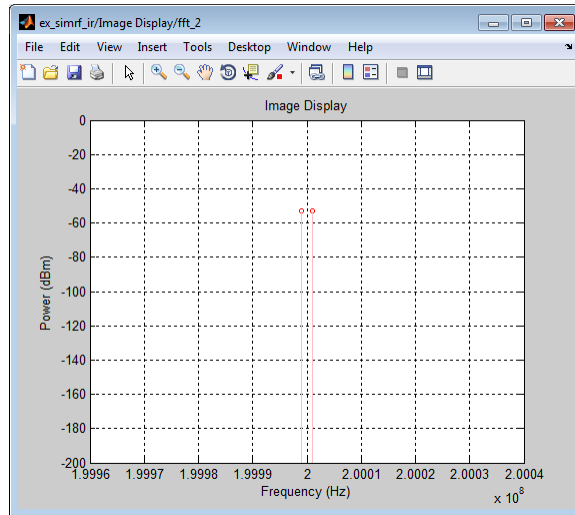 ex_simrf_ir/Image Display/fft_2
File Edit View Insert Tools Desktop Window Help
Image Display
0
-20
-40
-60
-80
-100
-120
-140
-160
-180
-200
Power (dBm)
1.9996 1.9997 1.9998 1.9999 2 2.0001 2.0002 2.0003 2.0004
Frequency (Hz)
x 10⁸